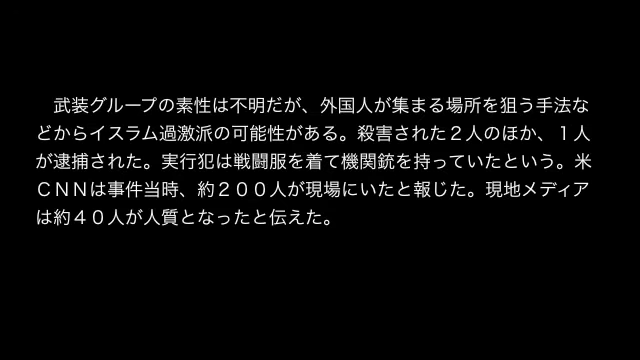 武装グループの素性は不明だが、外国人が集まる場所を狙う手法な
どからイスラム過激派の可能性がある。殺害された２人のほか、１人
が逮捕された。実行犯は戦闘服を着て機関銃を持っていたという。米
ＣＮＮは事件当時、約２００人が現場にいたと報じた。現地メディア
は約４０人が人質となったと伝えた。